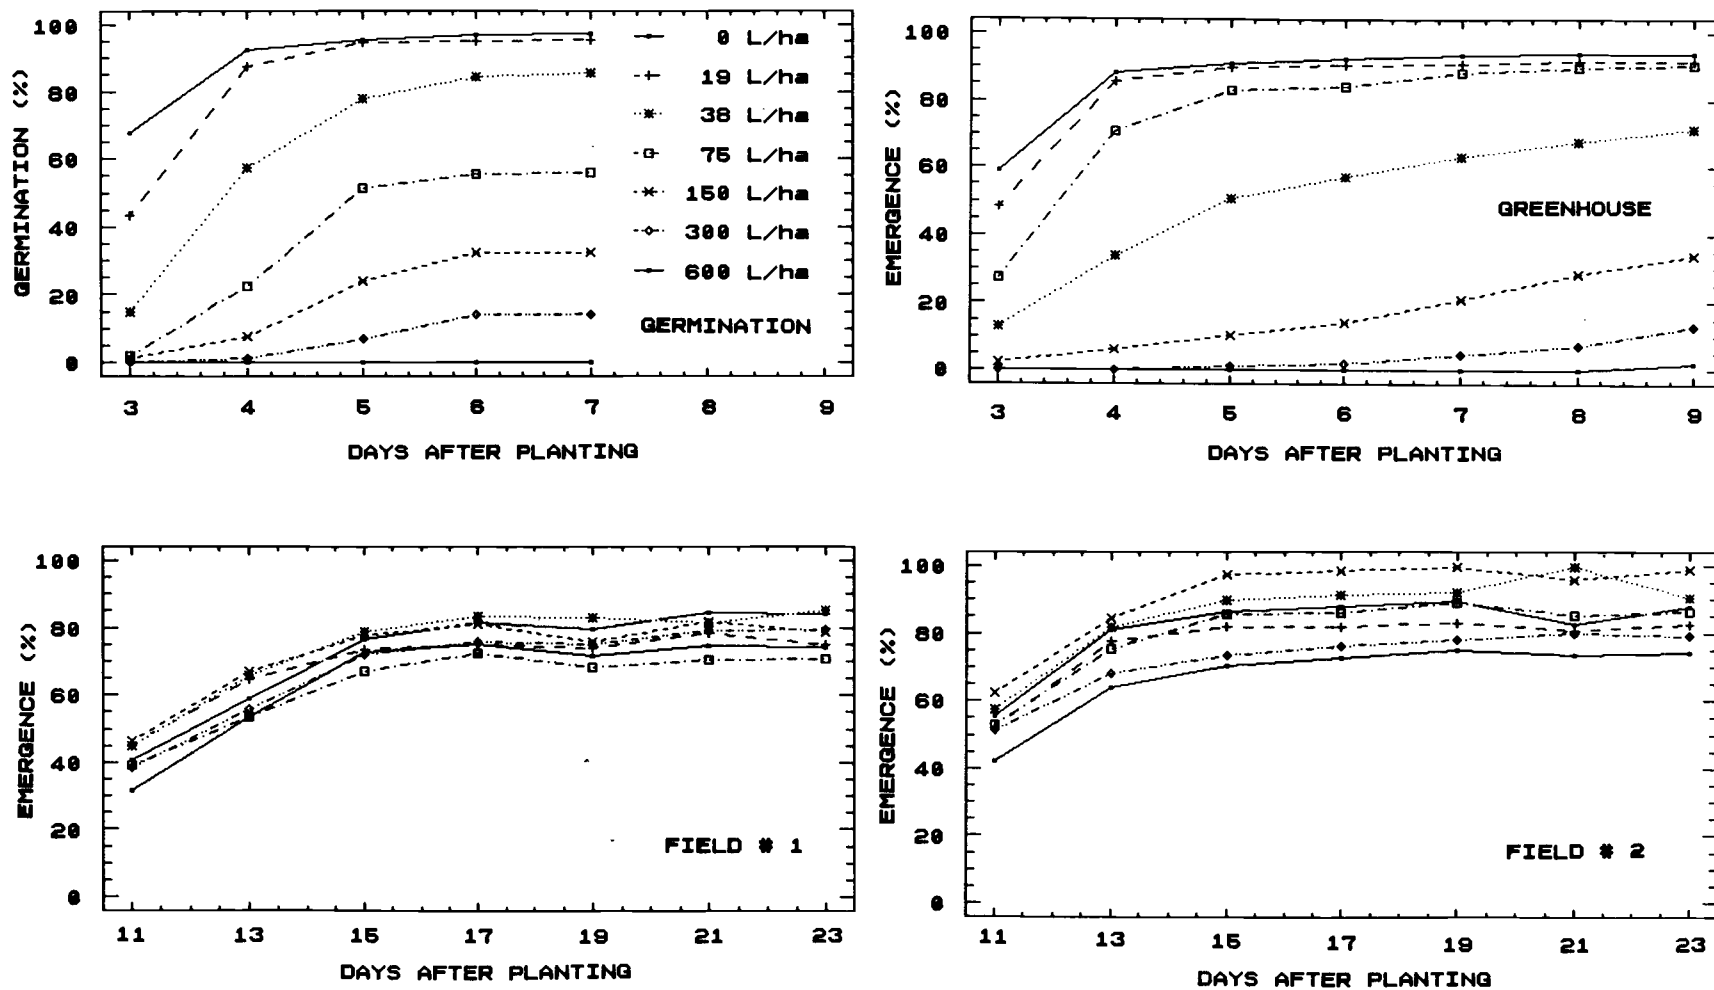 GERMINATION (%)
100
80
60
40
20
0
3 4 5 6 7 8 9
DAYS AFTER PLANTING
0 L/ha
19 L/ha
38 L/ha
75 L/ha
150 L/ha
300 L/ha
600 L/ha
GERMINATION
EMERGENCE (%)
100
80
60
40
20
0
3 4 5 6 7 8 9
DAYS AFTER PLANTING
GREENHOUSE
EMERGENCE (%)
100
80
60
40
20
0
11 13 15 17 19 21 23
DAYS AFTER PLANTING
FIELD # 1
EMERGENCE (%)
100
80
60
40
20
0
11 13 15 17 19 21 23
DAYS AFTER PLANTING
FIELD # 2